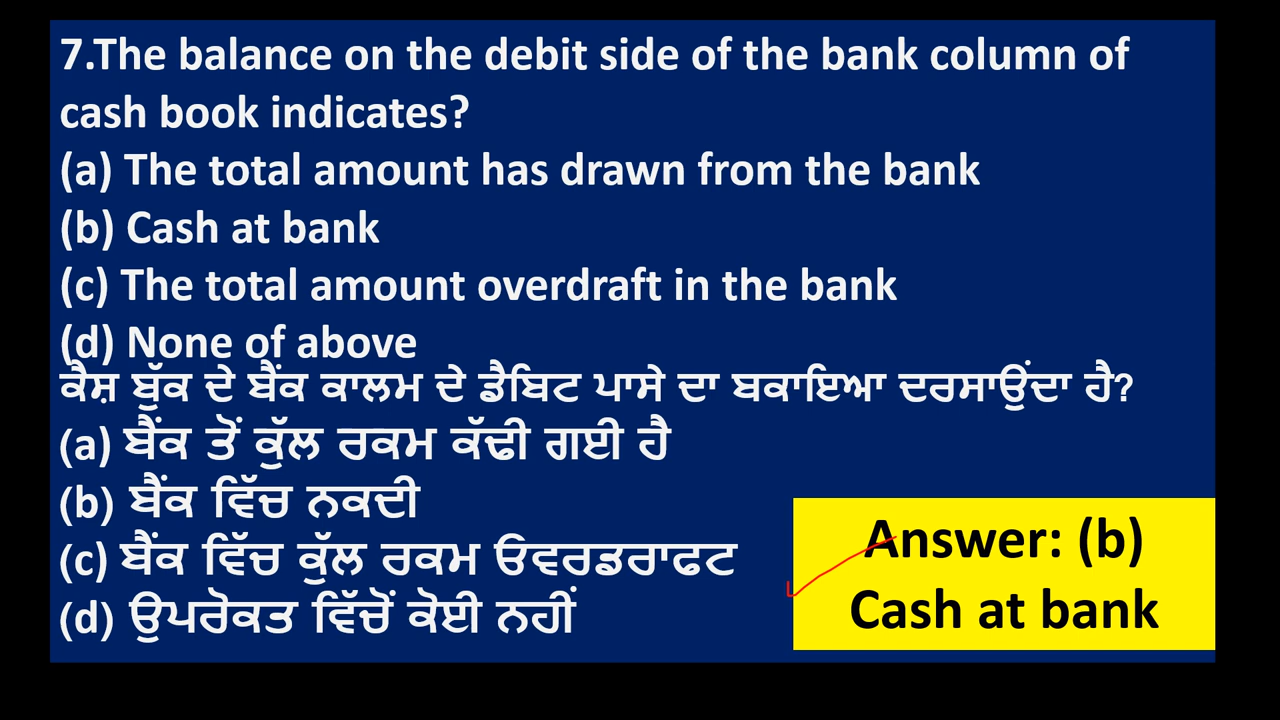 7.The balance on the debit side of the bank column of
cash book indicates?
(a) The total amount has drawn from the bank
(b) Cash at bank
(c) The total amount overdraft in the bank
(d) None of above
ਕੈਸ਼ ਬੁੱਕ ਦੇ ਬੈਂਕ ਕਾਲਮ ਦੇ ਡੈਬਿਟ ਪਾਸੇ ਦਾ ਬਕਾਇਆ ਦਰਸਾਉਂਦਾ ਹੈ?
(a) ਬੈਂਕ ਤੋਂ ਕੁੱਲ ਰਕਮ ਕੱਢੀ ਗਈ ਹੈ
(b) ਬੈਂਕ ਵਿੱਚ ਨਕਦੀ
(c) ਬੈਂਕ ਵਿੱਚ ਕੁੱਲ ਰਕਮ ਓਵਰਡਰਾਫਟ
(d) ਉਪਰੋਕਤ ਵਿੱਚੋਂ ਕੋਈ ਨਹੀਂ
Answer: (b)
Cash at bank